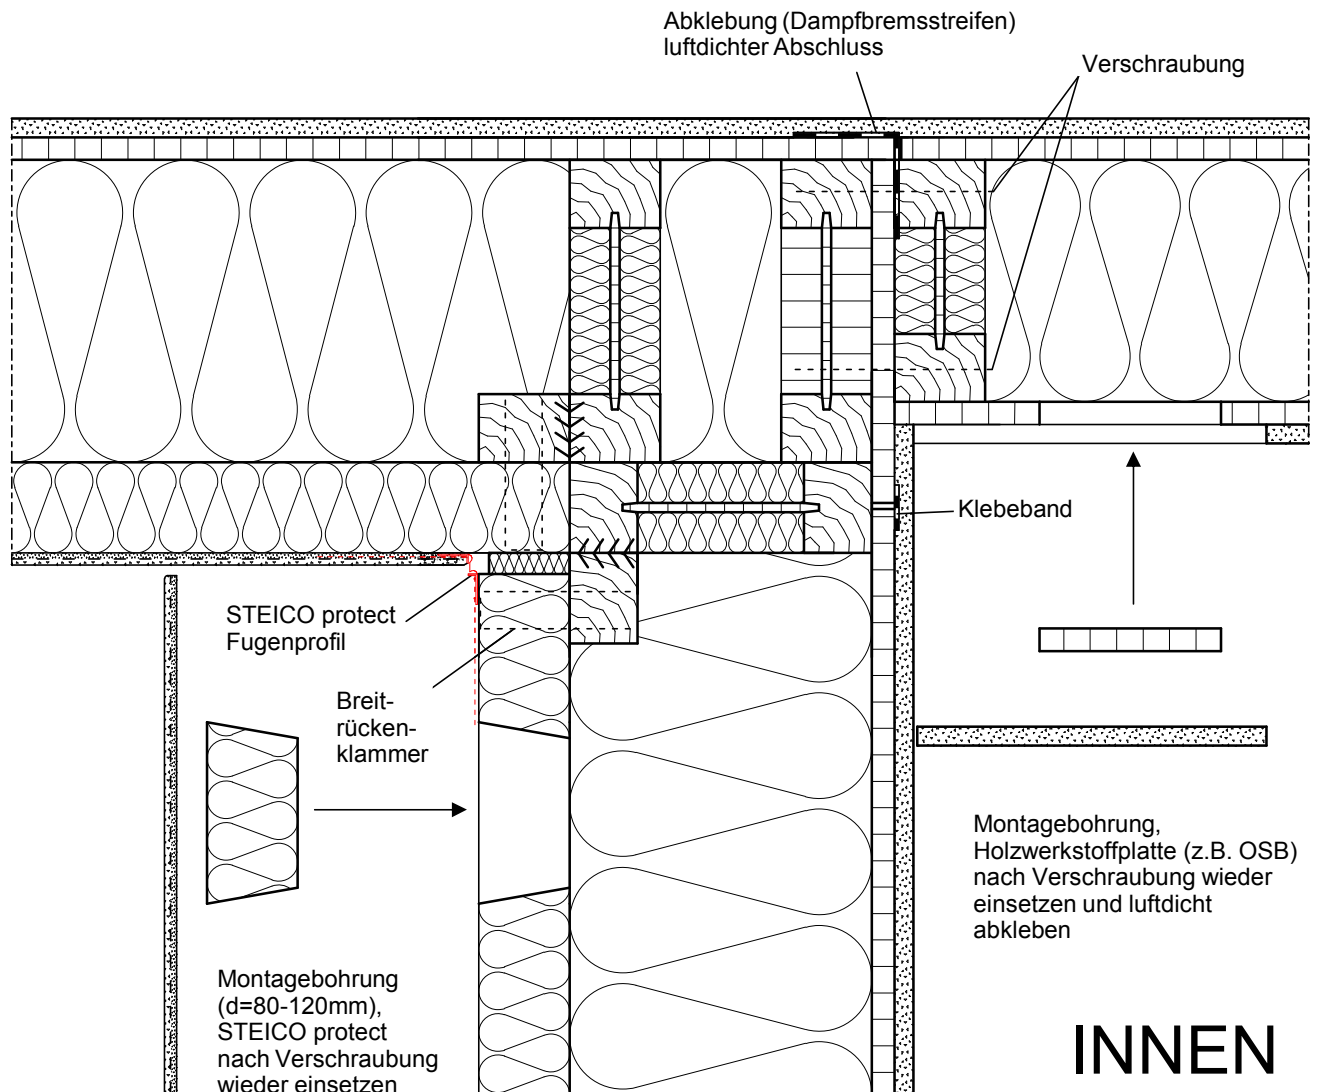 Abklebung (Dampfbremsstreifen)
luftdichter Abschluss
Verschraubung
Klebeband
STEICO protect
Fugenprofil
Breit-
rücken-
klammer
Montagebohrung,
Holzwerkstoffplatte (z.B. OSB)
nach Verschraubung wieder
einsetzen und luftdicht
abkleben
Montagebohrung
(d=80-120mm),
STEICO protect
nach Verschraubung
wieder einsetzen
INNEN